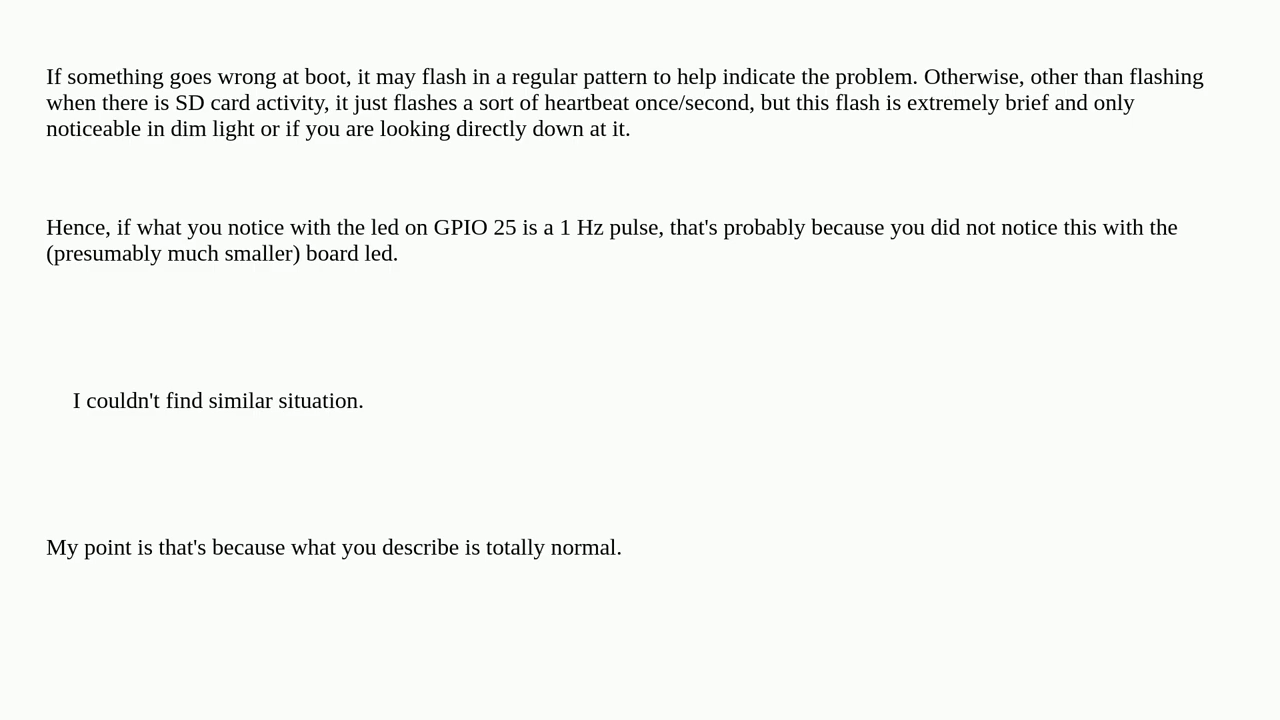 If something goes wrong at boot, it may flash in a regular pattern to help indicate the problem. Otherwise, other than flashing
when there is SD card activity, it just flashes a sort of heartbeat once/second, but this flash is extremely brief and only
noticeable in dim light or if you are looking directly down at it.
Hence, if what you notice with the led on GPIO 25 is a 1 Hz pulse, that's probably because you did not notice this with the
(presumably much smaller) board led.
I couldn't find similar situation.
My point is that's because what you describe is totally normal.